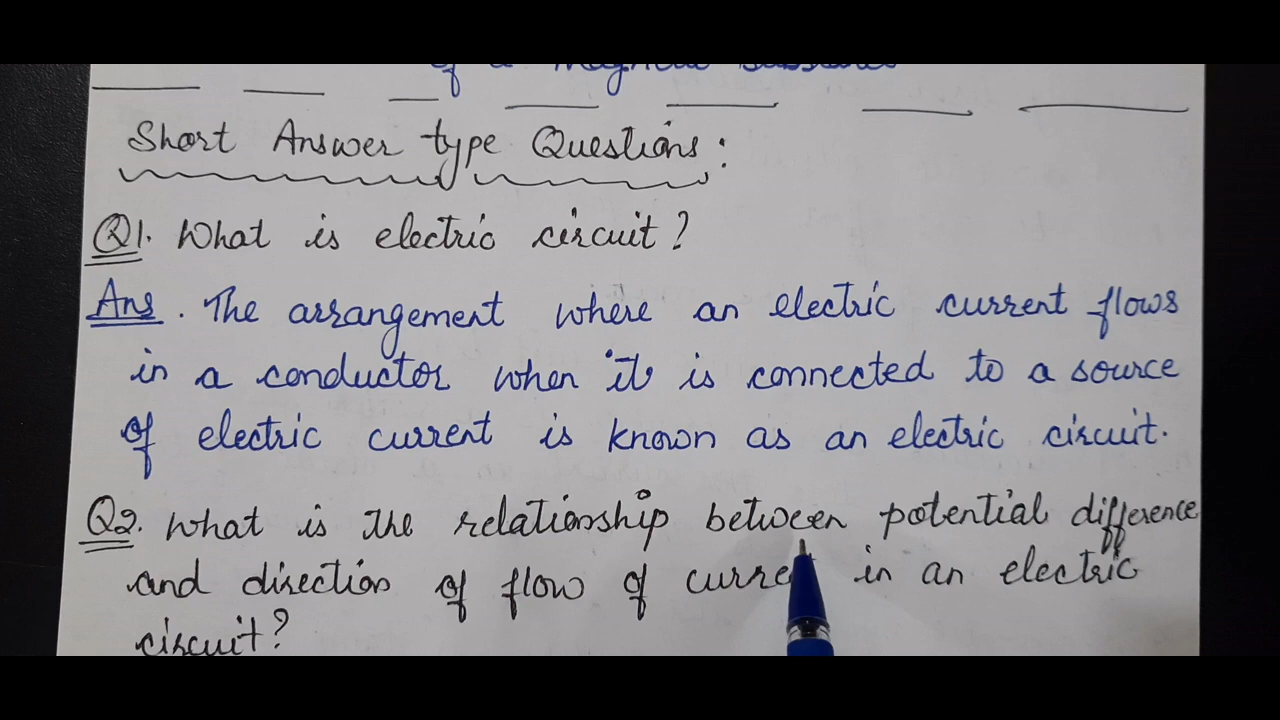 of a
Short Answer type Questions:
Q1. What is electric circuit?
Ans. The arrangement where an electric current flows
in a conductor when it is connected to a source
of electric current is known as an electric circuit.
Q2. What is the relationship between potential difference
and direction of flow of curre in an electric
circuit?